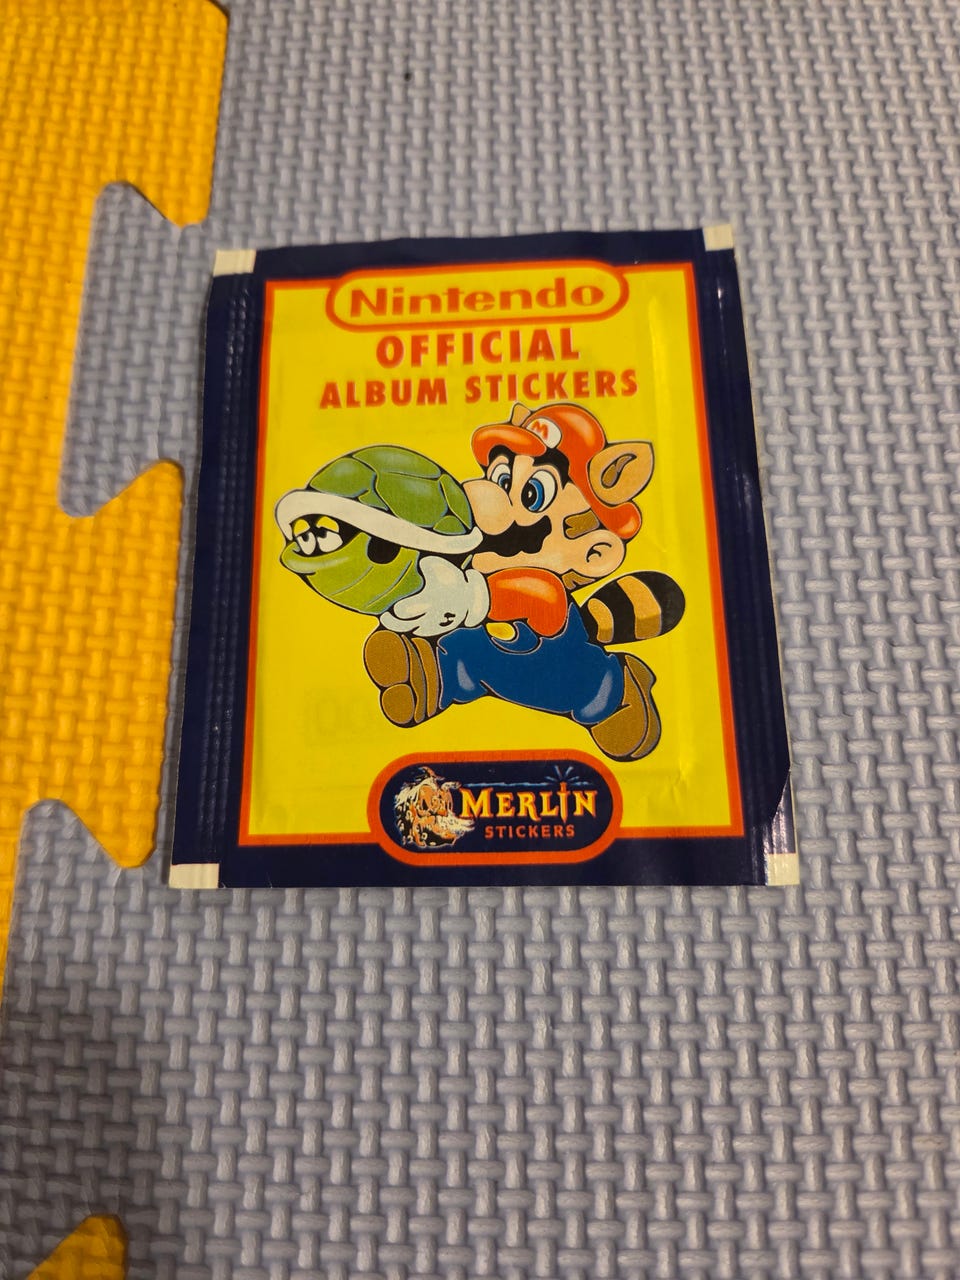 Nintendo
OFFICIAL
ALBUM STICKERS
M
MERLIN
STICKERS